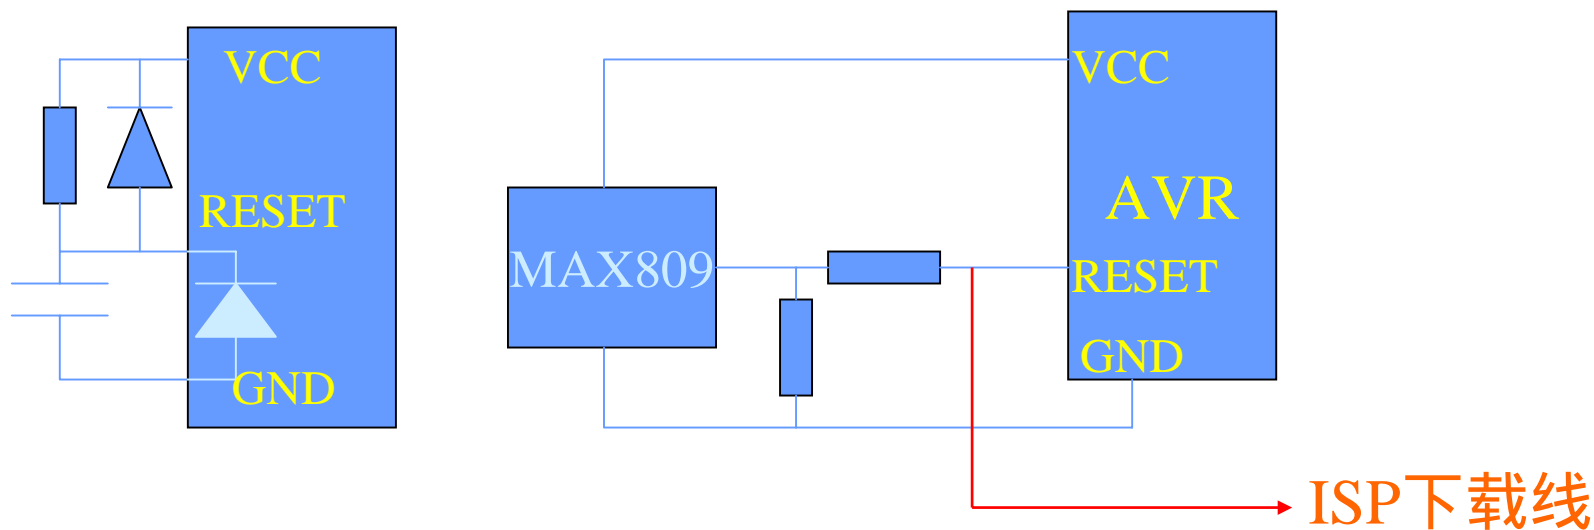 VCC
RESET
GND
MAX809
VCC
AVR
RESET
GND
ISP下载线